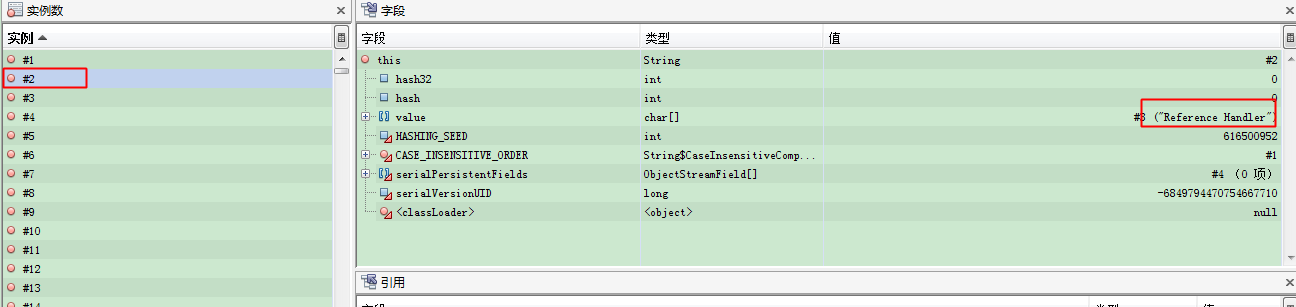 实例数
实例
#1
#2
#3
#4
#5
#6
#7
#8
#9
#10
#11
#12
#13
#14
字段
字段 类型 值
this String #2
hash32 int 0
hash int 0
value char[] #3 ("Reference Handler")
HASHING_SEED int 616500952
CASE_INSENSITIVE_ORDER String$CaseInsensitiveComp... #1
serialPersistentFields ObjectStreamField[] #4 (0 项)
serialVersionUID long -6849794470754667710
<classLoader> <object> null
引用
字段 类型 值